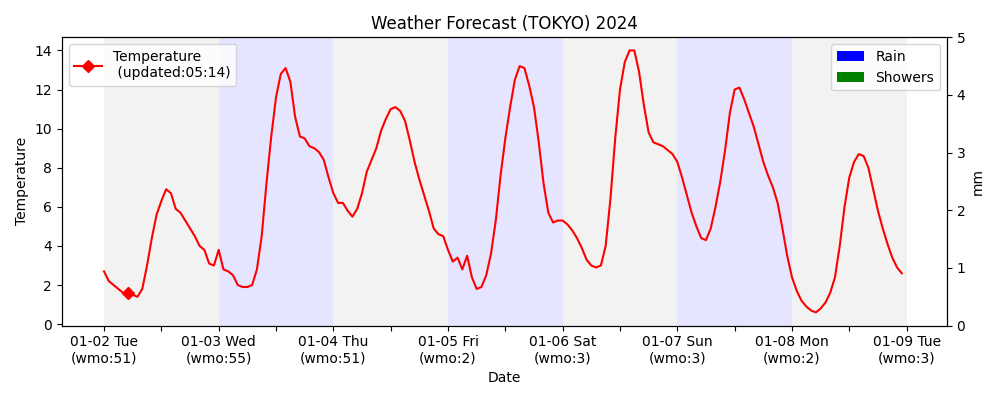 Weather Forecast (TOKYO) 2024
Temperature
(updated:05:14)
Rain
Showers
Temperature
14
12
10
8
6
4
2
0
5
4
3
2
1
0
mm
01-02 Tue
(wmo:51)
01-03 Wed
(wmo:55)
01-04 Thu
(wmo:51)
01-05 Fri
(wmo:2)
01-06 Sat
(wmo:3)
01-07 Sun
(wmo:3)
01-08 Mon
(wmo:2)
01-09 Tue
(wmo:3)
Date